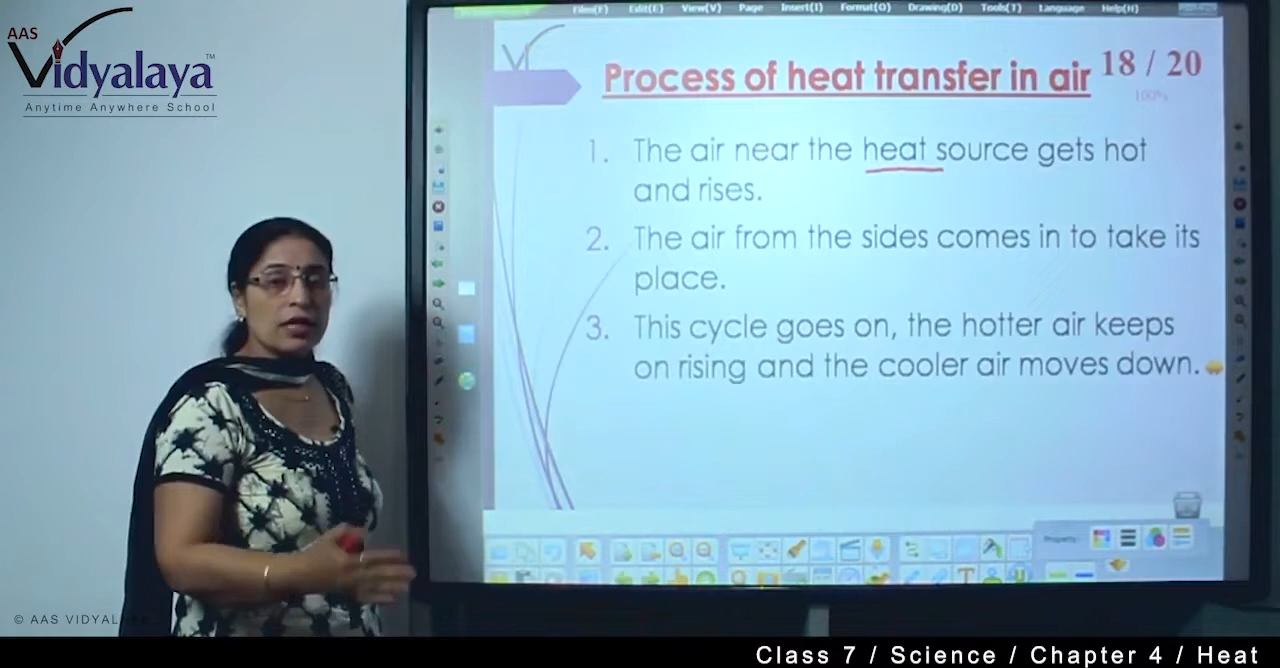 AAS
Vidyalaya™
Anytime Anywhere School
File(F) Edit(E) View(V) Page Insert(I) Format(O) Drawing(D) Tools(T) Language Help(H)
Process of heat transfer in air
18 / 20
100%
1. The air near the heat source gets hot
and rises.
2. The air from the sides comes in to take its
place.
3. This cycle goes on, the hotter air keeps
on rising and the cooler air moves down.
Property
© AAS VIDYAL
Class 7 / Science / Chapter 4 / Heat